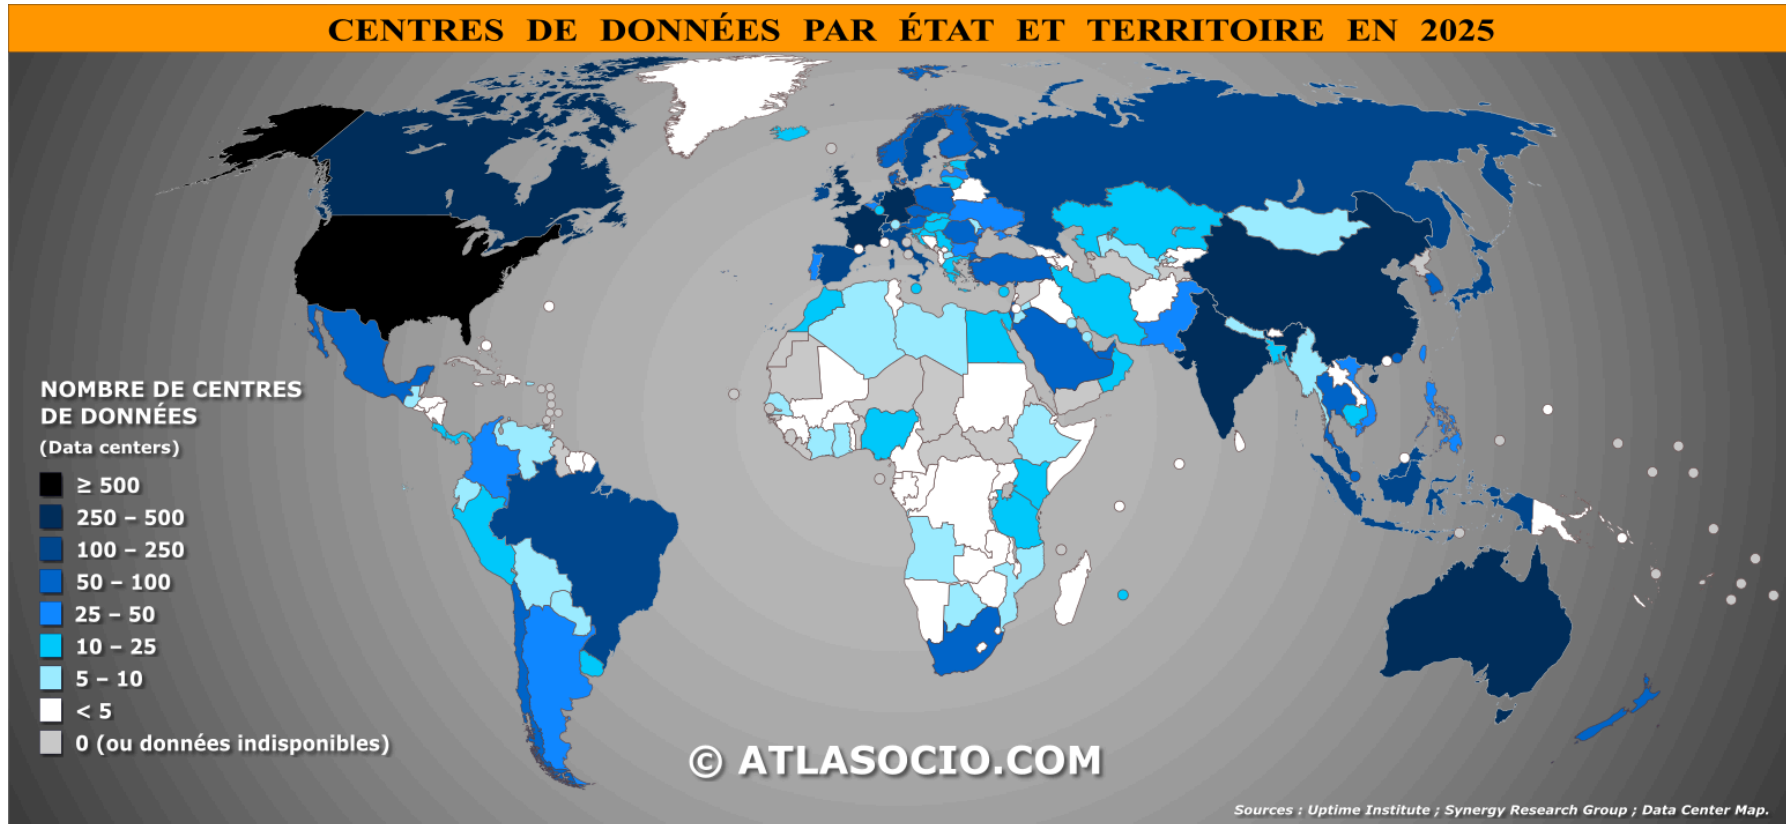 CENTRES DE DONNÉES PAR ÉTAT ET TERRITOIRE EN 2025
NOMBRE DE CENTRES
DE DONNÉES
(Data centers)
≥ 500
250 – 500
100 – 250
50 – 100
25 – 50
10 – 25
5 – 10
< 5
0 (ou données indisponibles)
© ATLASOCIO.COM
Sources : Uptime Institute ; Synergy Research Group ; Data Center Map.